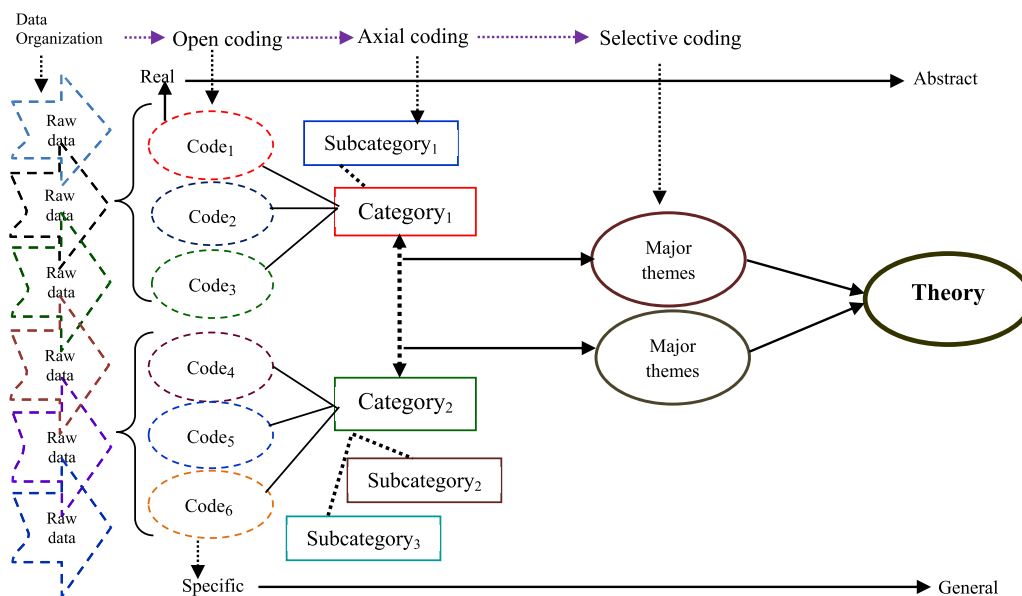 Data
Organization
Open coding
Axial coding
Selective coding
Real
Abstract
Raw
data
Raw
data
Raw
data
Raw
data
Raw
data
Raw
data
Code₁
Code₂
Code₃
Code₄
Code₅
Code₆
Subcategory₁
Category₁
Category₂
Subcategory₂
Subcategory₃
Major
themes
Major
themes
Theory
Specific
General